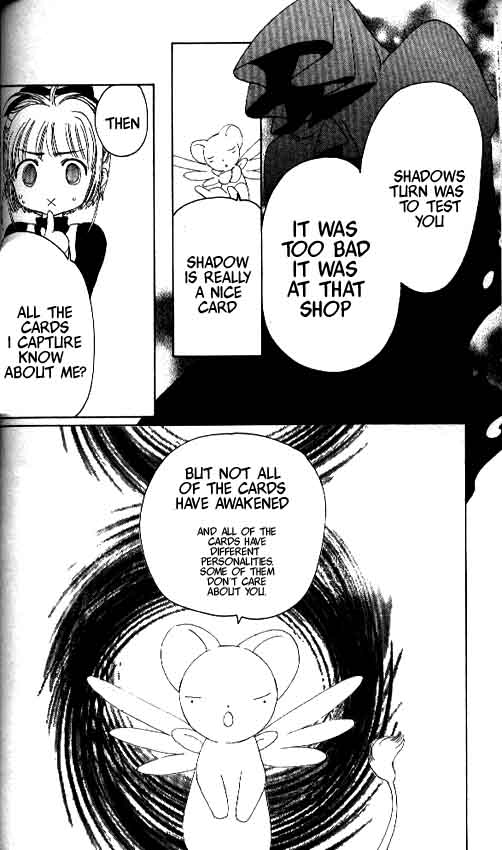 SHADOWS
TURN WAS
TO TEST
YOU
IT WAS
TOO BAD
IT WAS
AT THAT
SHOP
SHADOW
IS REALLY
A NICE
CARD
THEN
ALL THE
CARDS
I CAPTURE
KNOW
ABOUT ME?
BUT NOT ALL
OF THE CARDS
HAVE AWAKENED
AND ALL OF THE
CARDS HAVE
DIFFERENT
PERSONALITIES.
SOME OF THEM
DON'T CARE
ABOUT YOU.